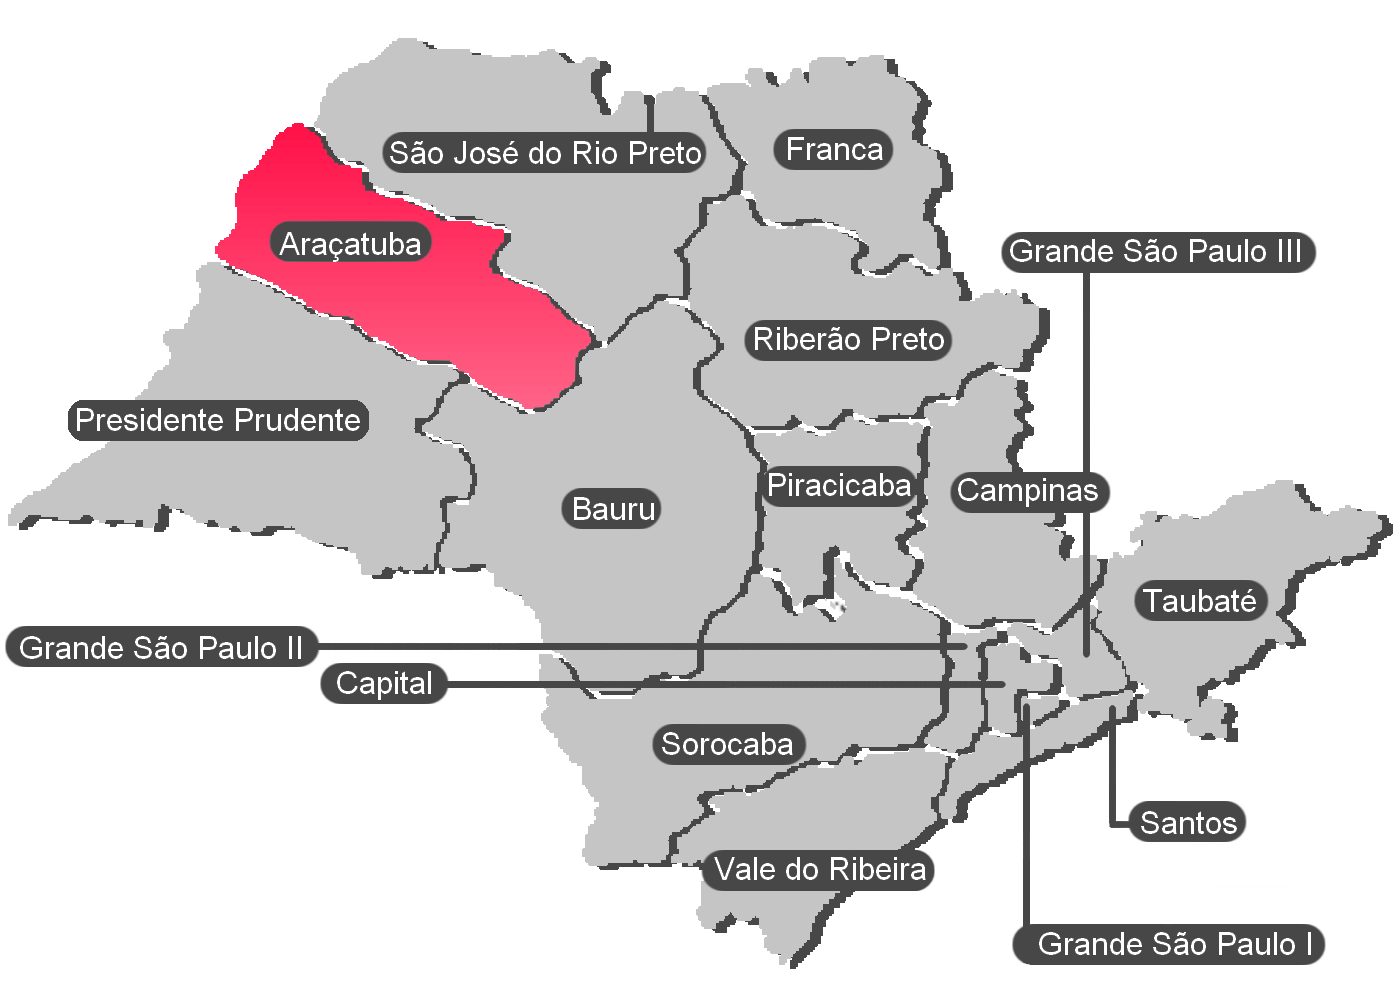 São José do Rio Preto
Franca
Araçatuba
Grande São Paulo III
Riberão Preto
Presidente Prudente
Piracicaba
Campinas
Bauru
Taubaté
Grande São Paulo II
Capital
Sorocaba
Santos
Vale do Ribeira
Grande São Paulo I